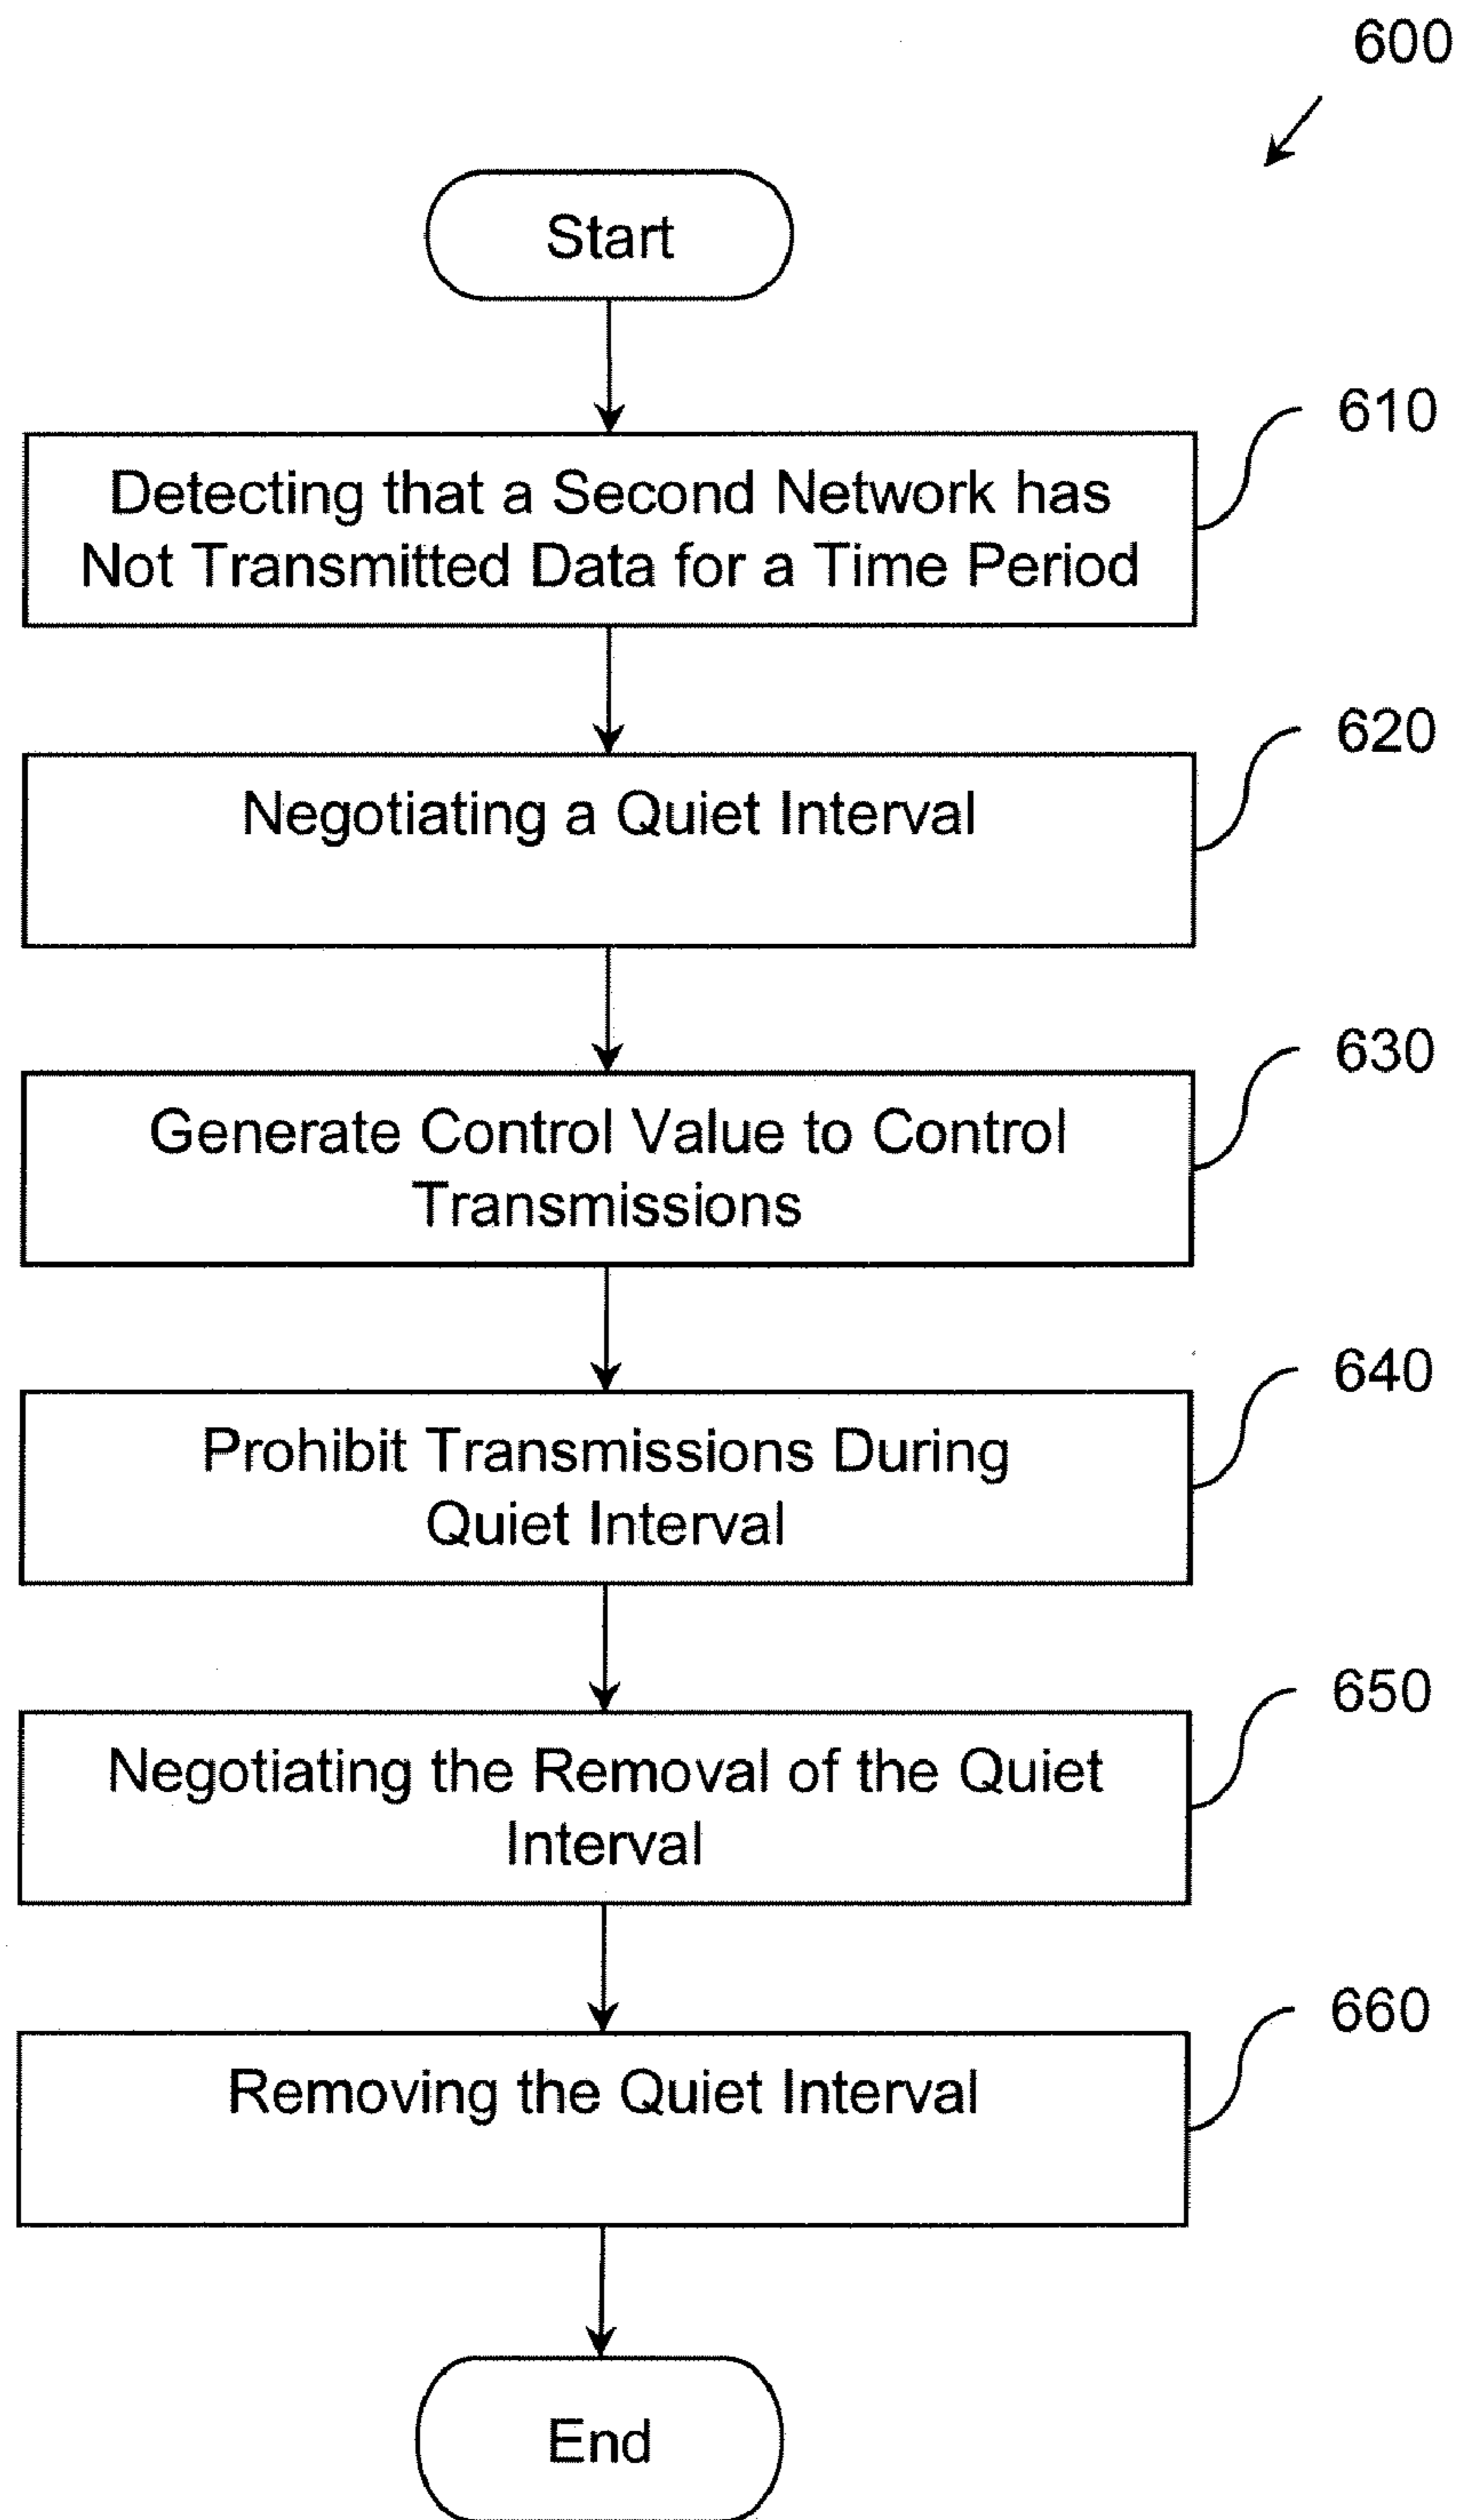 600
Start
610
Detecting that a Second Network has
Not Transmitted Data for a Time Period
620
Negotiating a Quiet Interval
630
Generate Control Value to Control
Transmissions
640
Prohibit Transmissions During
Quiet Interval
650
Negotiating the Removal of the Quiet
Interval
660
Removing the Quiet Interval
End